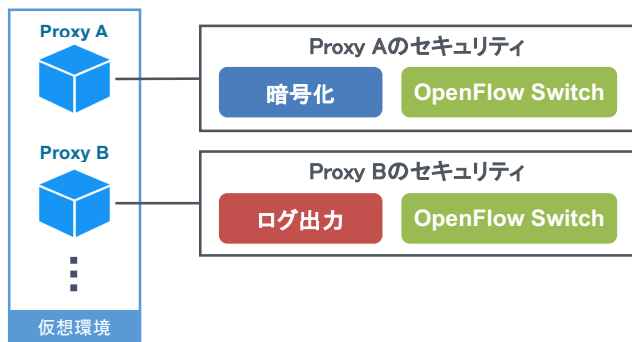 Proxy A
Proxy Aのセキュリティ
暗号化
OpenFlow Switch
Proxy B
Proxy Bのセキュリティ
ログ出力
OpenFlow Switch
仮想環境